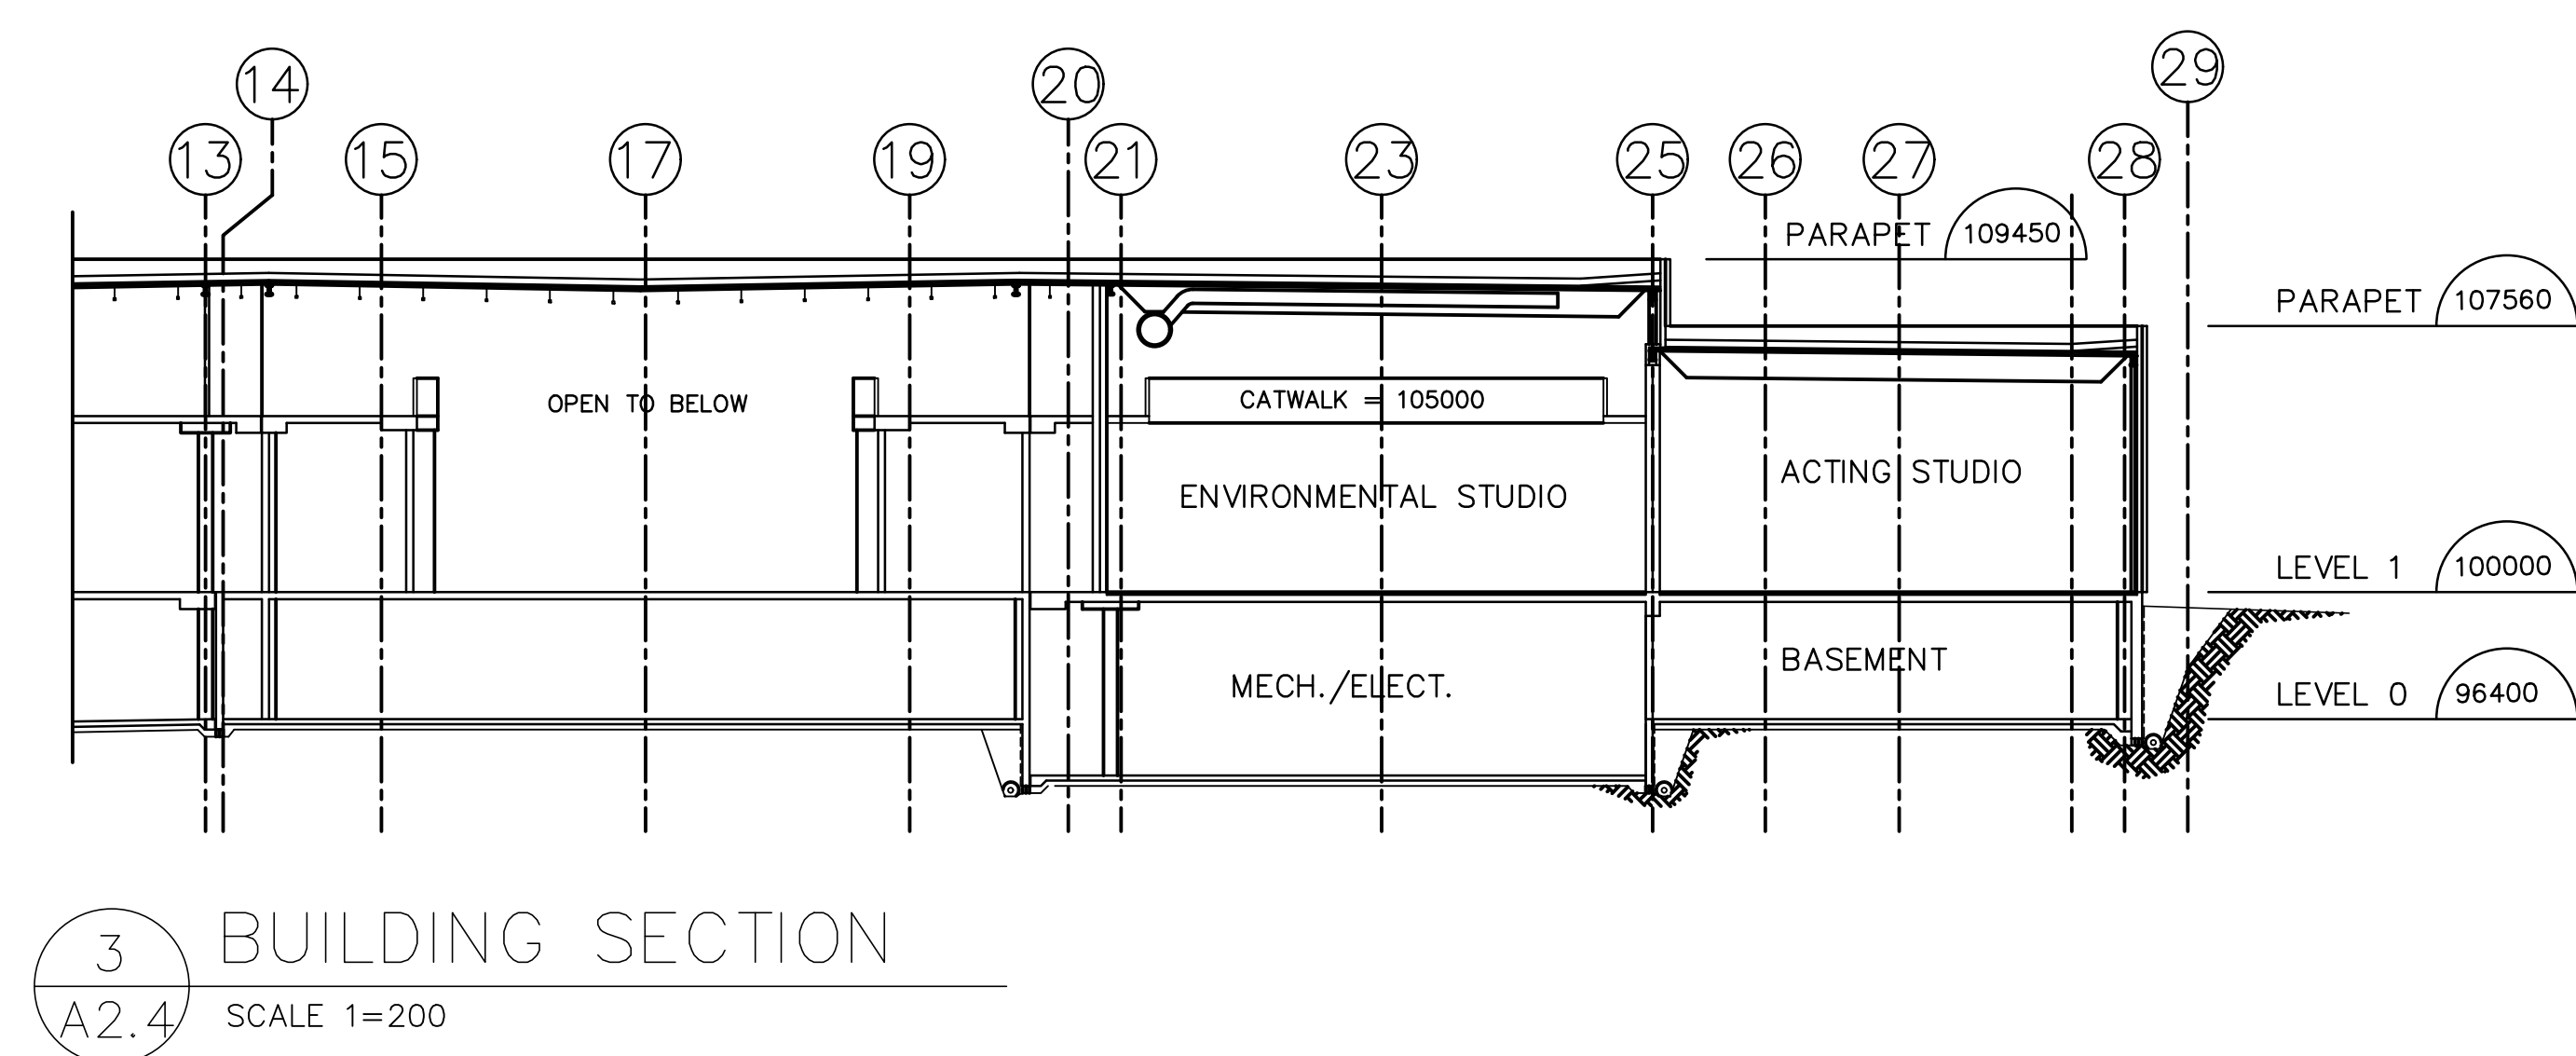 29
14
20
13
15
17
19
21
23
25
26
27
28
PARAPET 109450
PARAPET 107560
OPEN TO BELOW
CATWALK = 105000
ENVIRONMENTAL STUDIO
ACTING STUDIO
LEVEL 1 100000
MECH./ELECT.
BASEMENT
LEVEL 0 96400
3
BUILDING SECTION
A2.4
SCALE 1=200